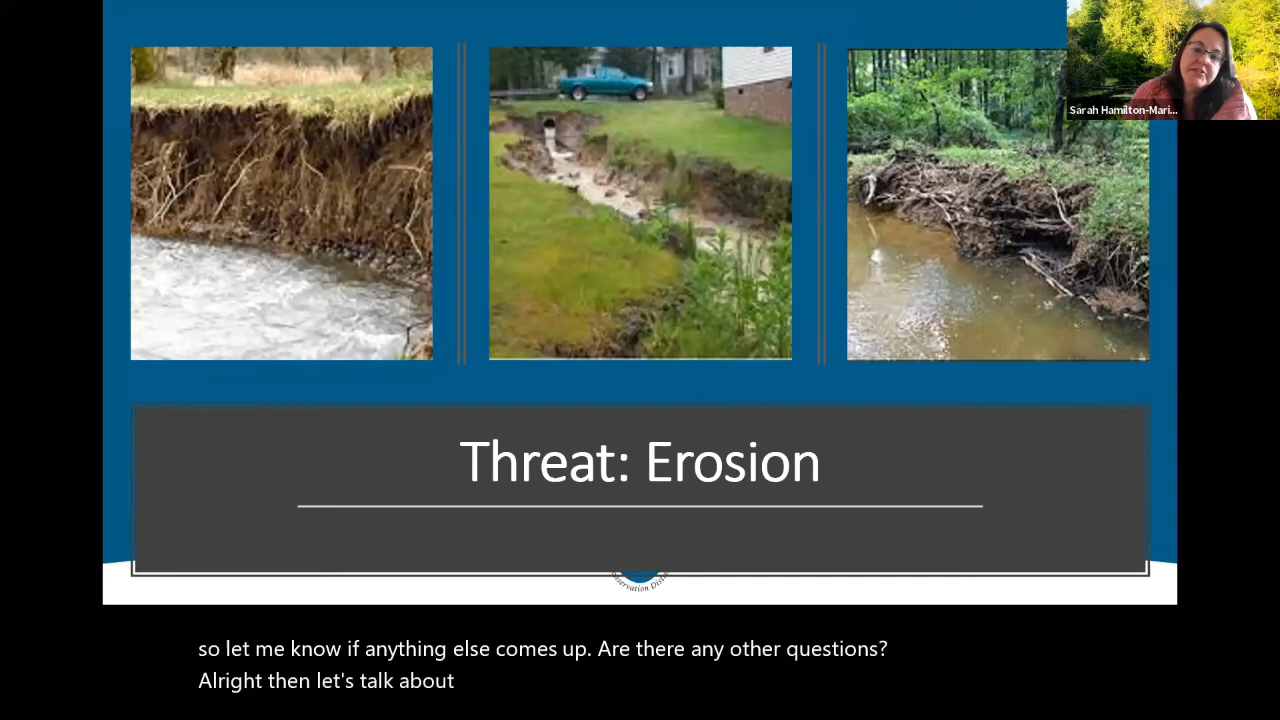 Sarah Hamilton-Mari...
Threat: Erosion
so let me know if anything else comes up. Are there any other questions?
Alright then let's talk about